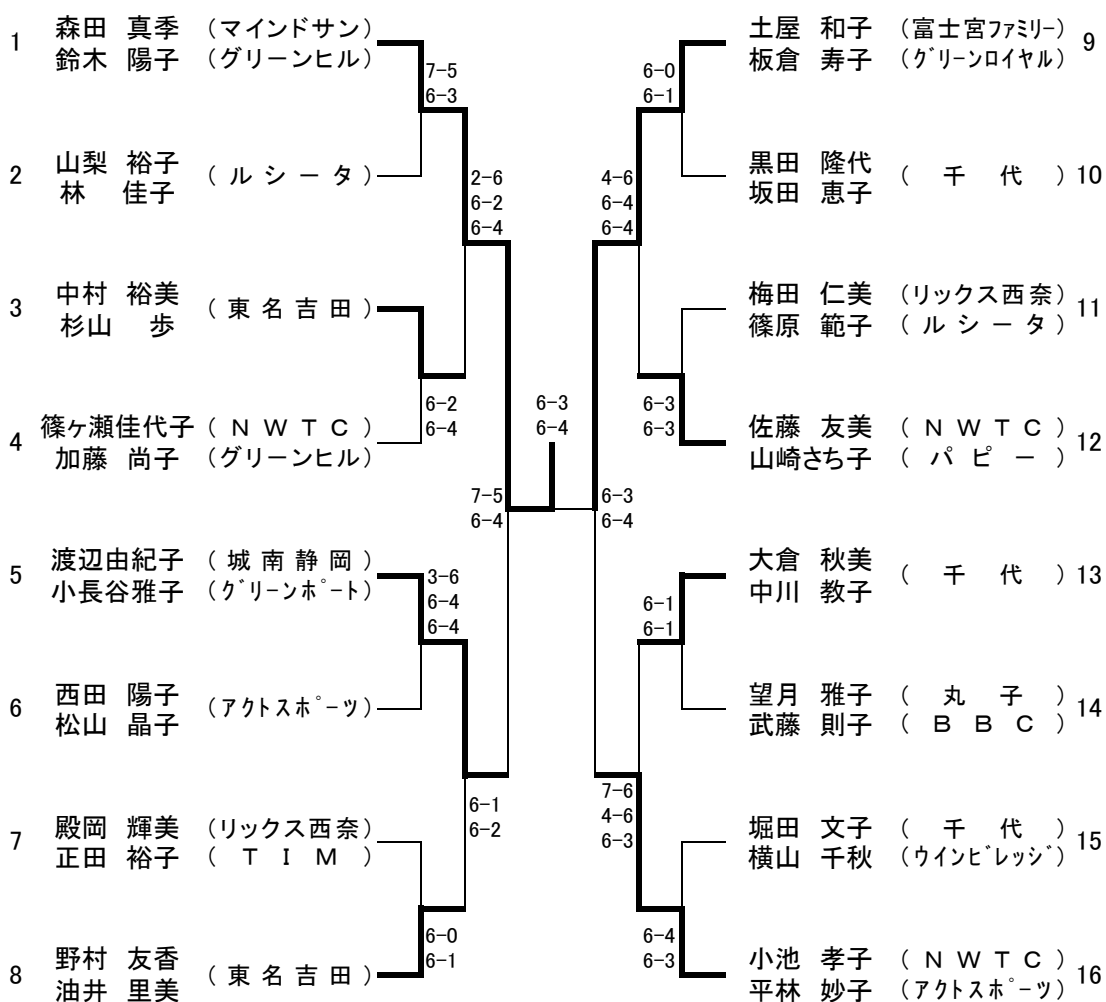 1 森田 真季 (マインドサン)
鈴木 陽子 (グリーンヒル)
7-5
6-3
2 山梨 裕子
林 佳子
(ルシータ)
2-6
6-2
6-4
3 中村 裕美
杉山 歩
(東名吉田)
4 篠ヶ瀬佳代子 (NWTC)
加藤 尚子 (グリーンヒル)
6-2
6-4
7-5
6-4
5 渡辺由紀子 (城南静岡)
小長谷雅子 (グリーンポート)
3-6
6-4
6-4
6 西田 陽子
松山 晶子
(アクトスポーツ)
6-1
6-2
7 殿岡 輝美 (リックス西奈)
正田 裕子 (TIM)
8 野村 友香
油井 里美
(東名吉田)
6-0
6-1
6-3
6-4
土屋 和子 (富士宮ファミリー) 9
板倉 寿子 (グリーンロイヤル)
6-0
6-1
黒田 隆代
坂田 恵子
(千代) 10
4-6
6-4
6-4
梅田 仁美 (リックス西奈) 11
篠原 範子 (ルシータ)
佐藤 友美 (NWTC) 12
山崎さち子 (パピー)
6-3
6-3
6-3
6-4
大倉 秋美
中川 教子
(千代) 13
6-1
6-1
望月 雅子 (丸子) 14
武藤 則子 (BBC)
7-6
4-6
6-3
堀田 文子 (千代) 15
横山 千秋 (ウインビレッジ)
小池 孝子 (NWTC) 16
平林 妙子 (アクトスポーツ)
6-4
6-3